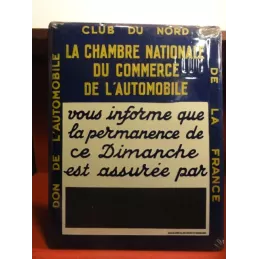 CLUB DU NORD
DE LA FRANCE
DON DE L'AUTOMOBILE
LA CHAMBRE NATIONALE
DU COMMERCE
DE L'AUTOMOBILE
vous informe que
la permanence de
ce Dimanche
est assurée par